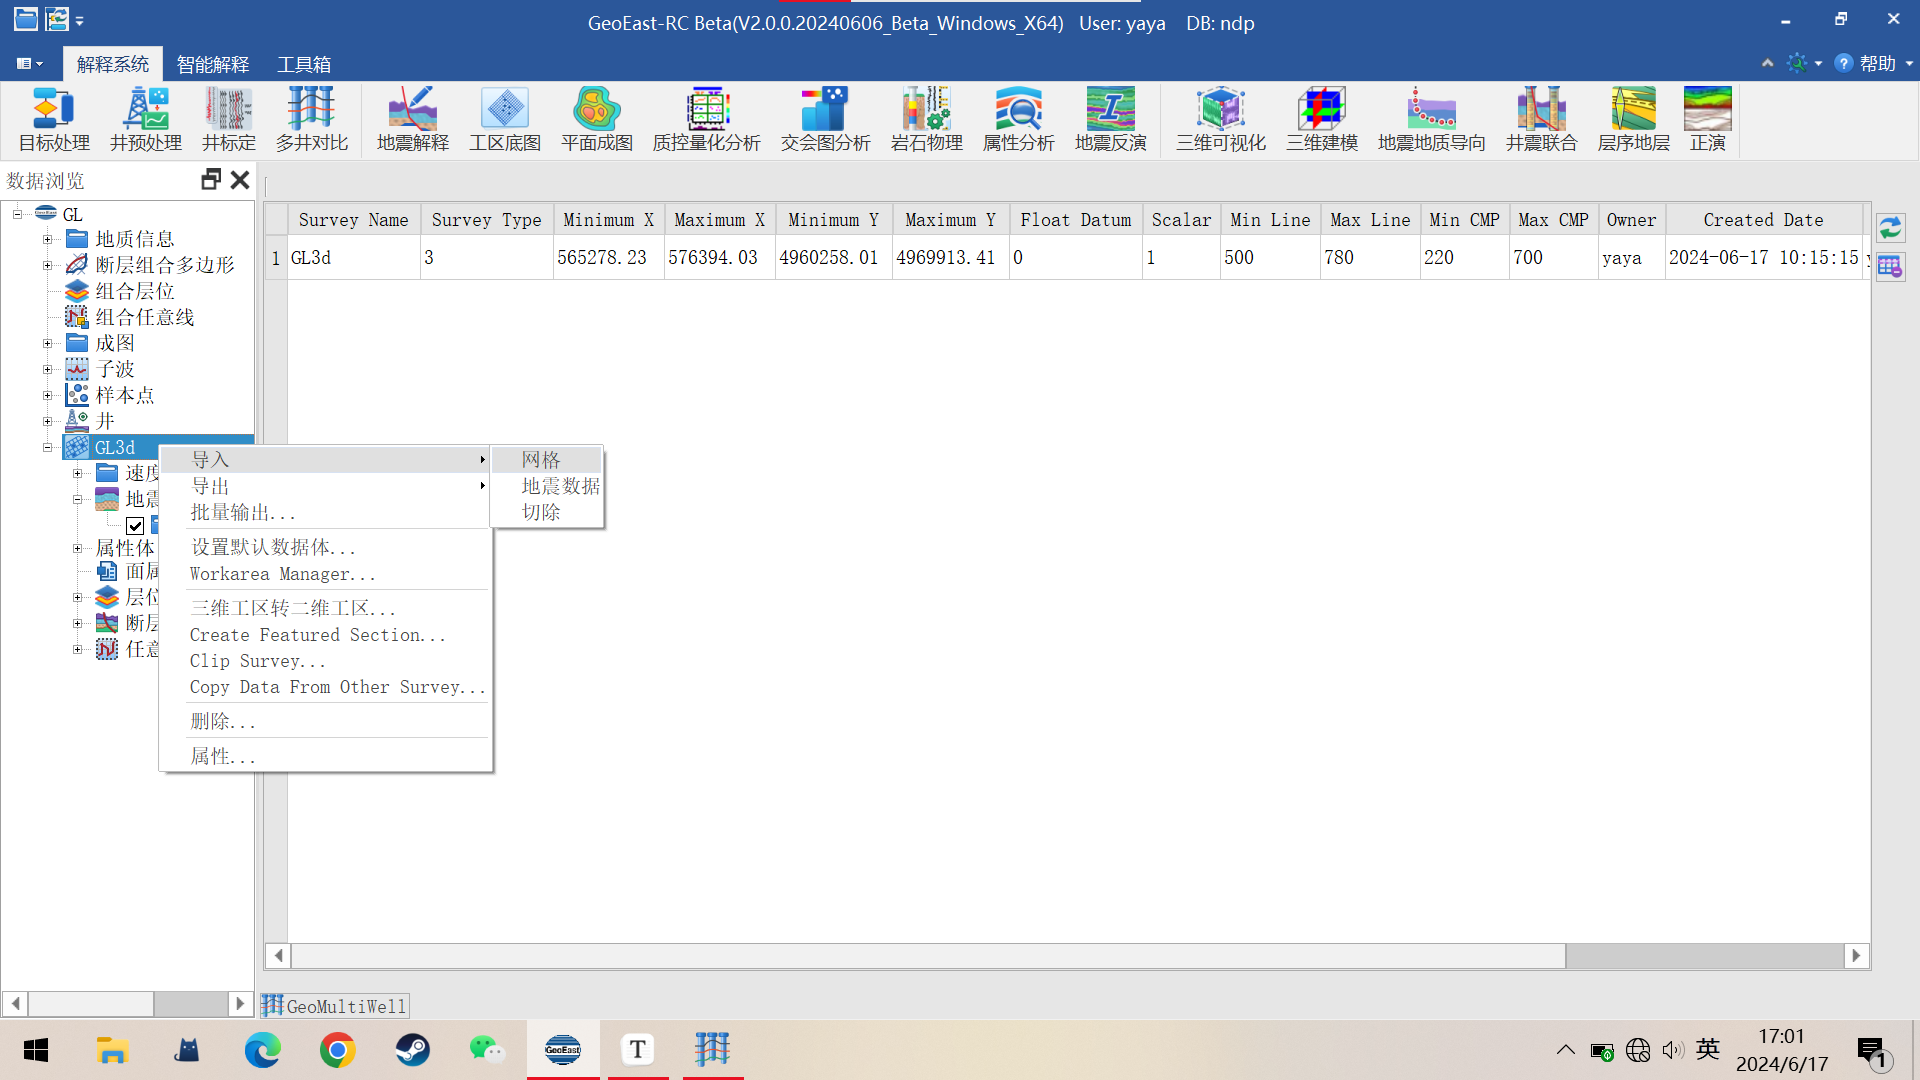 GeoEast-RC Beta(V2.0.0.20240606_Beta_Windows_X64) User: yaya DB: ndp
解释系统 智能解释 工具箱 帮助
目标处理 井预处理 井标定 多井对比 地震解释 工区底图 平面成图 质控量化分析 交会图分析 岩石物理 属性分析 地震反演 三维可视化 三维建模 地震地质导向 井震联合 层序地层 正演
数据浏览
GL
地质信息
断层组合多边形
组合层位
组合任意线
成图
子波
样本点
井
GL3d
速度
地震
属性体
面属
层位
断层
任意
Survey Name Survey Type Minimum X Maximum X Minimum Y Maximum Y Float Datum Scalar Min Line Max Line Min CMP Max CMP Owner Created Date
1 GL3d 3 565278.23 576394.03 4960258.01 4969913.41 0 1 500 780 220 700 yaya 2024-06-17 10:15:15
导入
导出
批量输出...
设置默认数据体...
Workarea Manager...
三维工区转二维工区...
Create Featured Section...
Clip Survey...
Copy Data From Other Survey...
删除...
属性...
网格
地震数据
切除
GeoMultiWell
GeoEast
T
英
17:01
2024/6/17
1